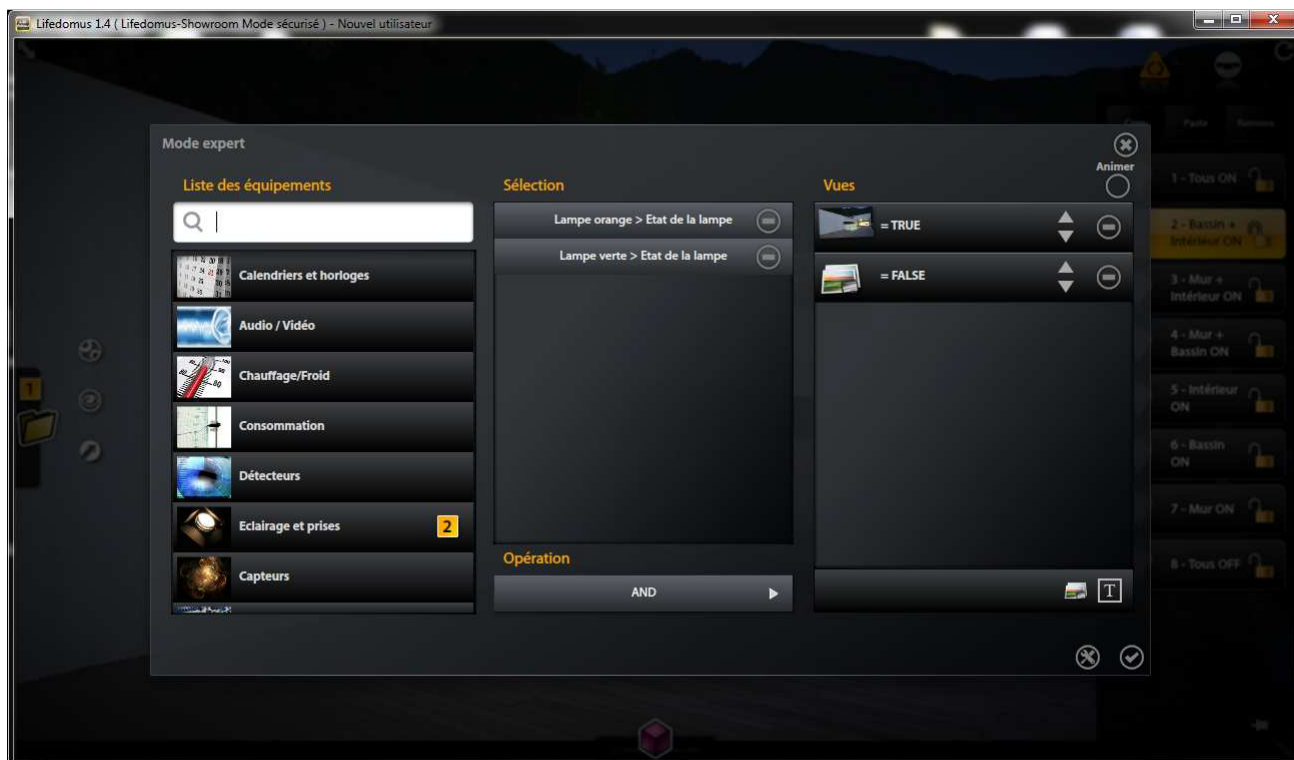 Lifedomus 1.4 ( Lifedomus-Showroom Mode sécurisé ) - Nouvel utilisateur
Mode expert
Animer
Liste des équipements
Sélection
Vues
Lampe orange > Etat de la lampe
Lampe verte > Etat de la lampe
= TRUE
= FALSE
Calendriers et horloges
Audio / Vidéo
Chauffage/Froid
Consommation
Détecteurs
Eclairage et prises
2
Capteurs
Opération
AND
T
1
Paste
Remove
1 - Tous ON
2 - Bassin +
Intérieur ON
3 - Mur +
Intérieur ON
4 - Mur +
Bassin ON
5 - Intérieur
ON
6 - Bassin
ON
7 - Mur ON
8 - Tous OFF